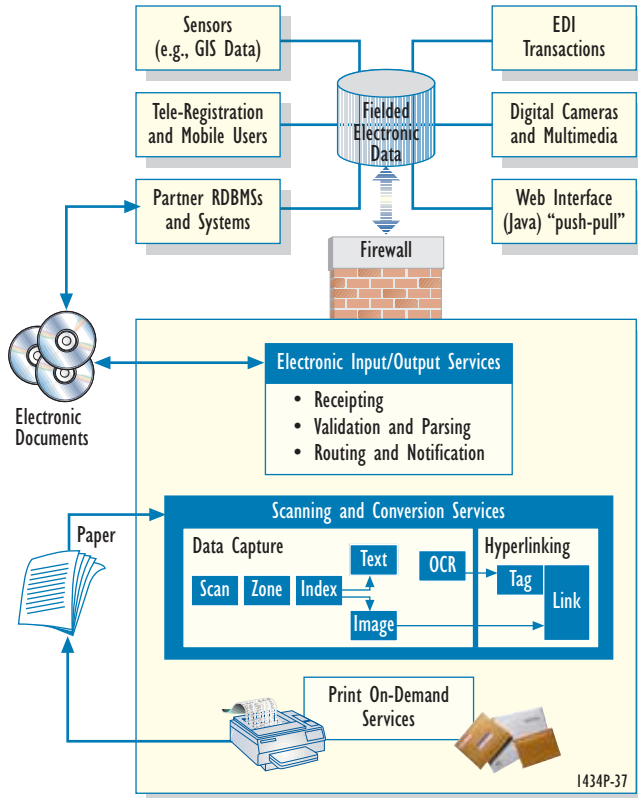 Sensors
(e.g., GIS Data)
EDI
Transactions
Tele-Registration
and Mobile Users
Fielded
Electronic
Data
Digital Cameras
and Multimedia
Partner RDBMSs
and Systems
Web Interface
(Java) “push-pull”
Firewall
Electronic
Documents
Electronic Input/Output Services
• Receipting
• Validation and Parsing
• Routing and Notification
Paper
Scanning and Conversion Services
Data Capture
Scan
Zone
Index
Text
Image
OCR
Hyperlinking
Tag
Link
Print On-Demand
Services
1434P-37